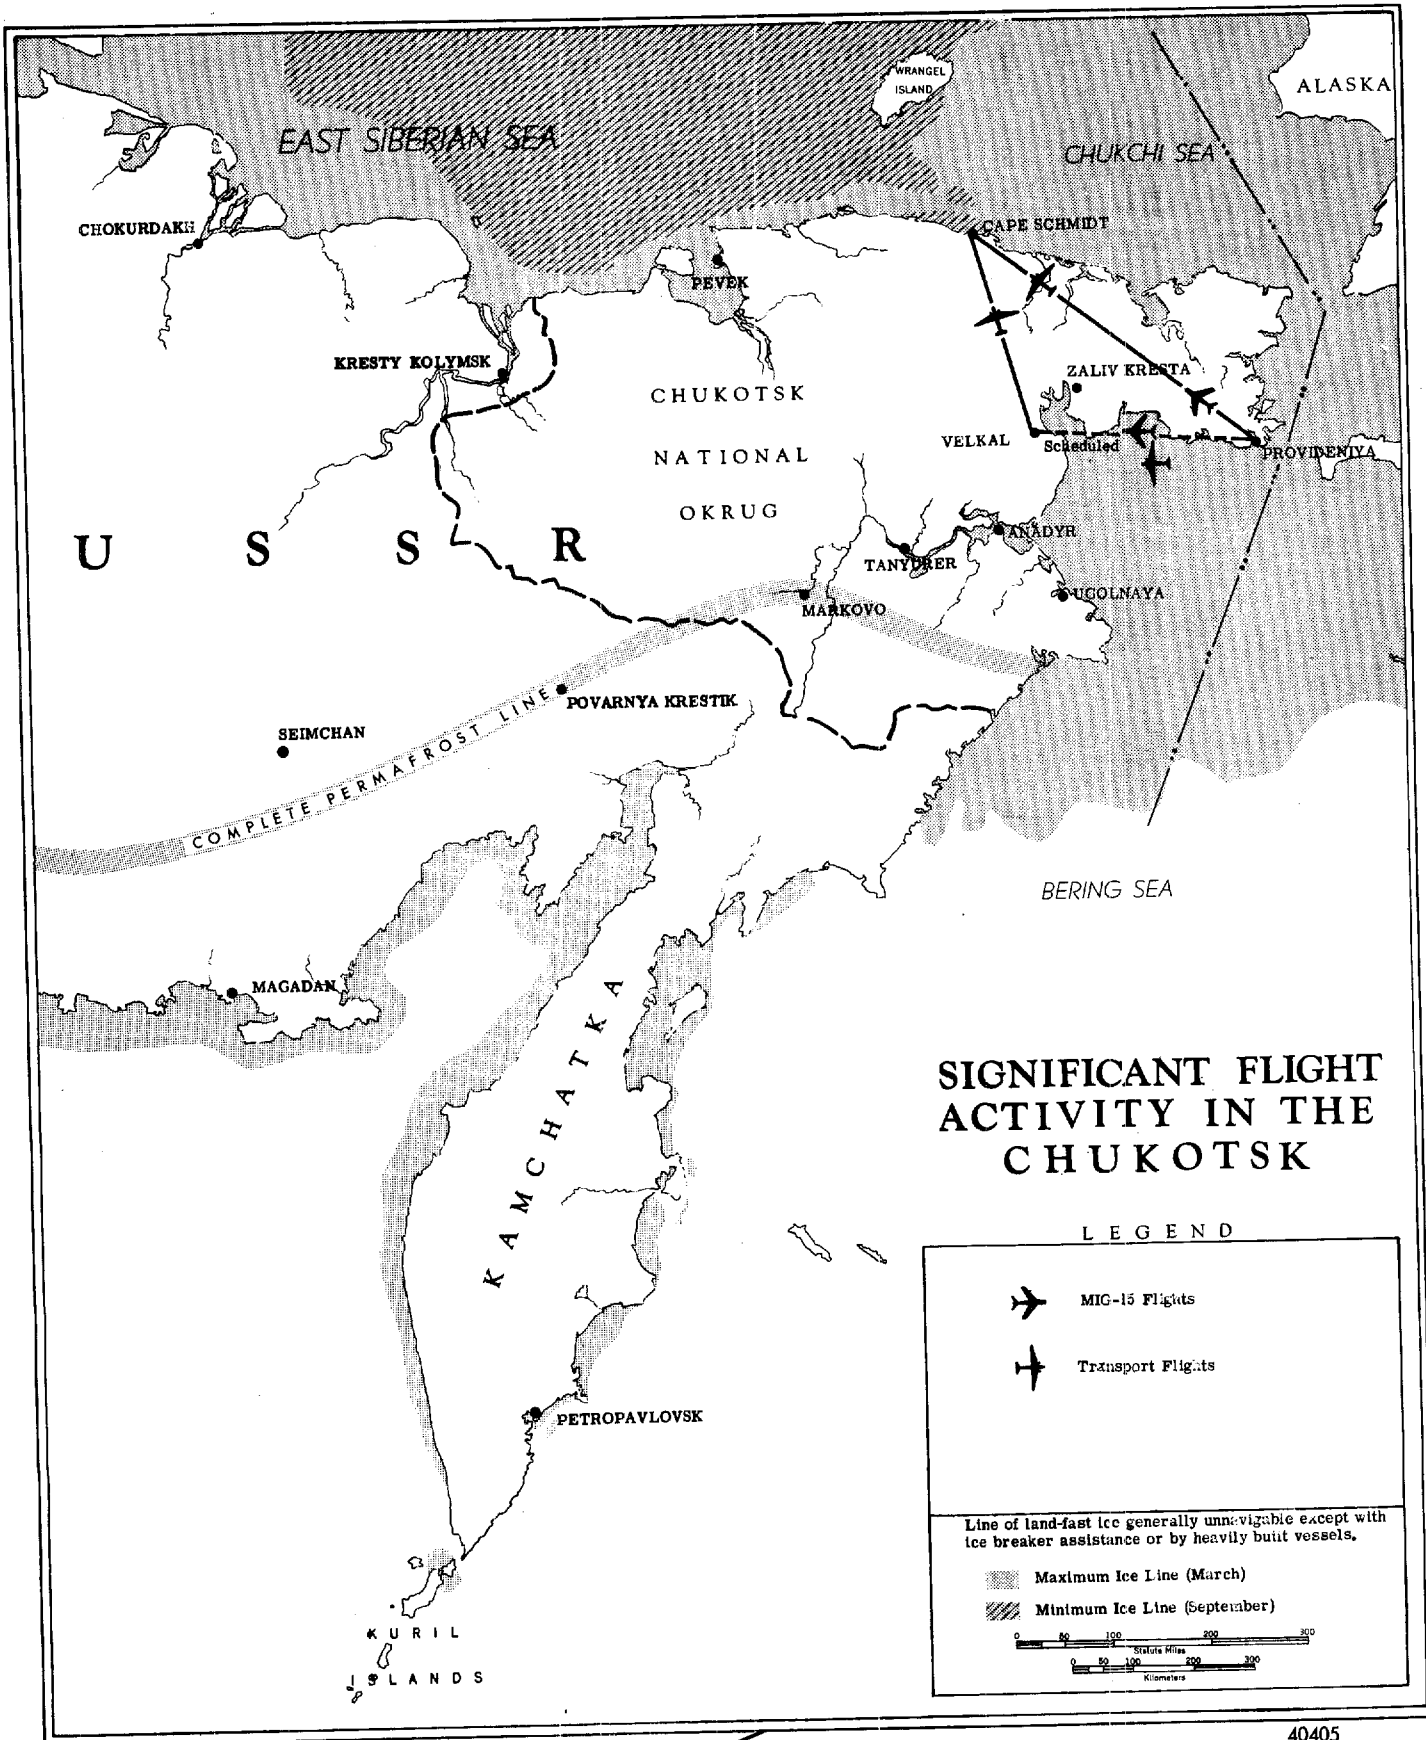 ALASKA
WRANGEL
ISLAND
EAST SIBERIAN SEA
CHUKCHI SEA
CHOKURDAKH
CAPE SCHMIDT
PEVEK
KRESTY KOLYMSK
ZALIV KRESTA
CHUKOTSK
NATIONAL
OKRUG
VELKAL
Scheduled
PROVIDENIYA
USSR
ANADYR
TANYURER
UGOLNAYA
MARKOVO
POVARNYA KRESTIK
SEIMCHAN
COMPLETE PERMAFROST LINE
BERING SEA
MAGADAN
KAMCHATKA
SIGNIFICANT FLIGHT
ACTIVITY IN THE
CHUKOTSK
LEGEND
MIG-15 Flights
Transport Flights
PETROPAVLOVSK
Line of land-fast ice generally unnavigable except with
ice breaker assistance or by heavily built vessels.
Maximum Ice Line (March)
Minimum Ice Line (September)
0 50 100 200 300
Statute Miles
0 50 100 200 300
Kilometers
KURIL
ISLANDS
40405